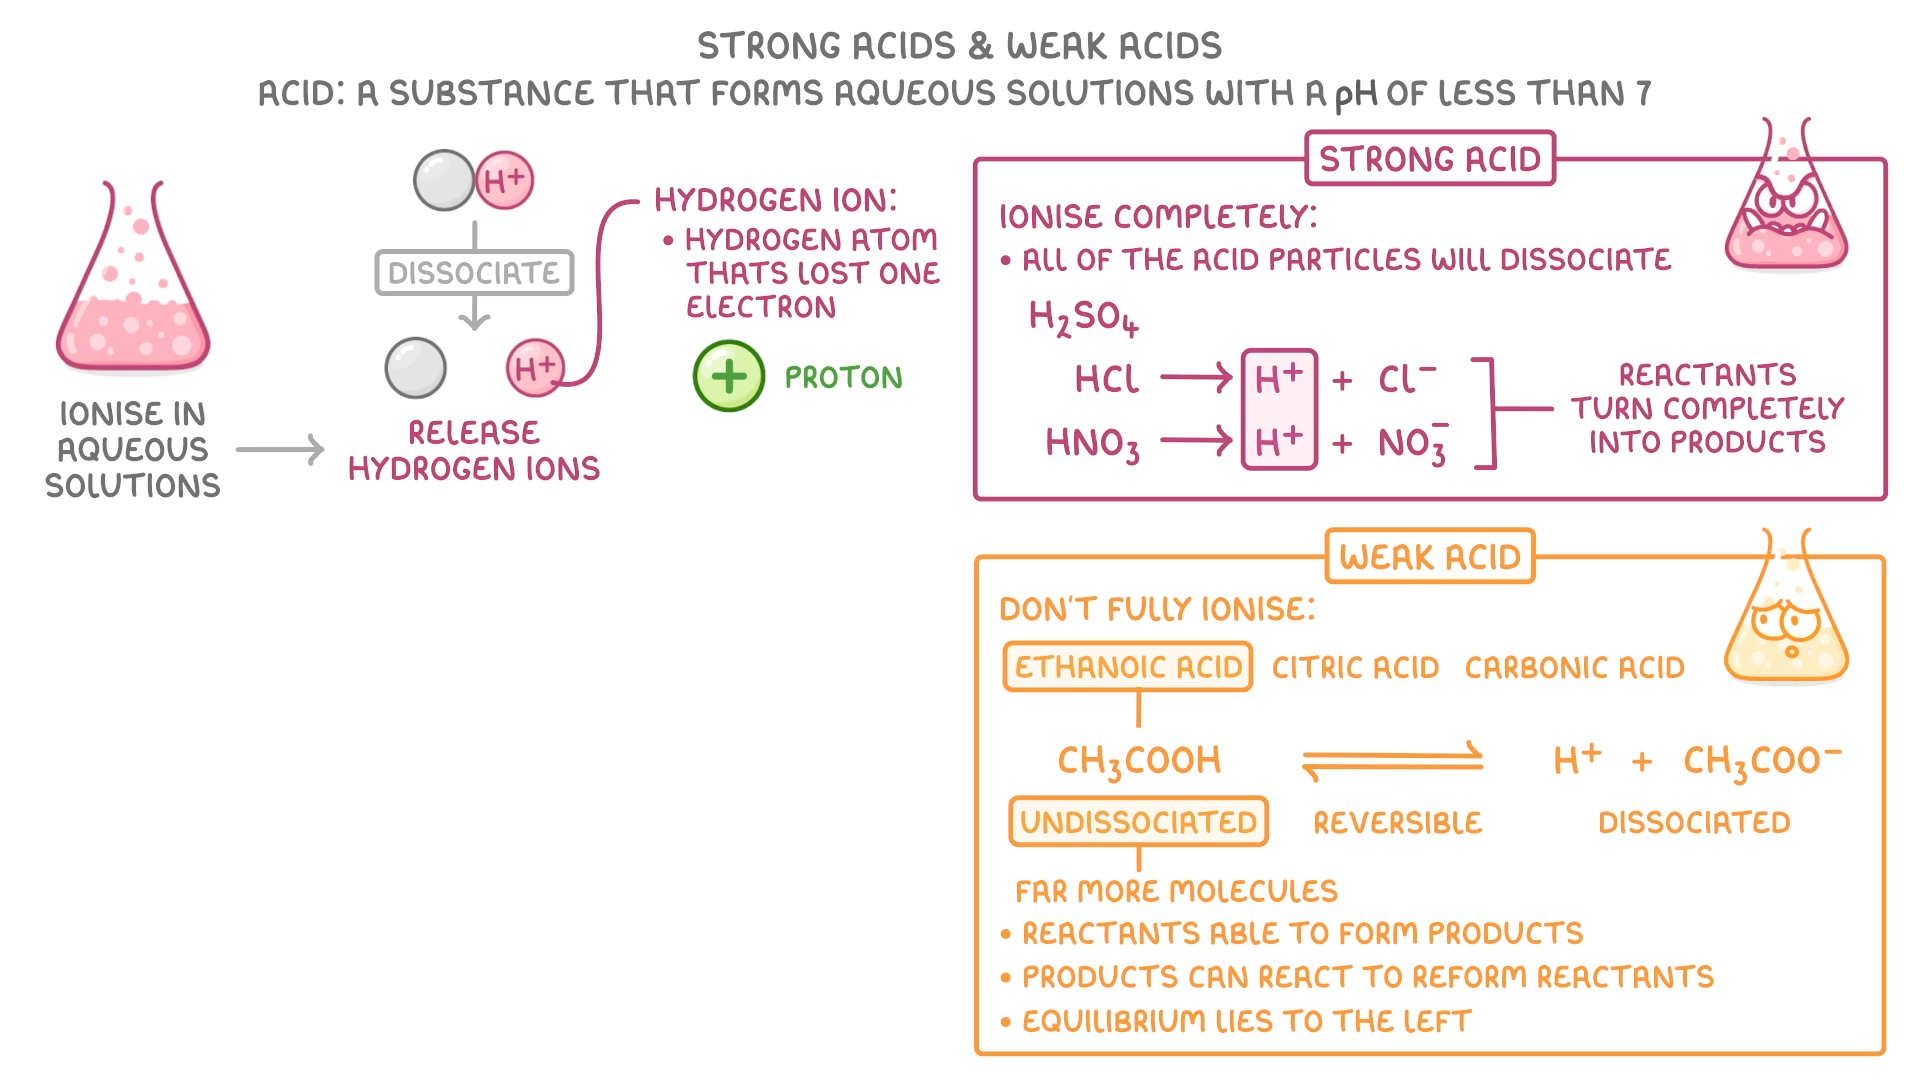 STRONG ACIDS & WEAK ACIDS
ACID: A SUBSTANCE THAT FORMS AQUEOUS SOLUTIONS WITH A pH OF LESS THAN 7
IONISE IN
AQUEOUS
SOLUTIONS
H⁺
DISSOCIATE
H⁺
RELEASE
HYDROGEN IONS
HYDROGEN ION:
• HYDROGEN ATOM
THATS LOST ONE
ELECTRON
+ PROTON
STRONG ACID
IONISE COMPLETELY:
• ALL OF THE ACID PARTICLES WILL DISSOCIATE
H₂SO₄
HCl → H⁺ + Cl⁻
HNO₃ → H⁺ + NO₃⁻
REACTANTS
TURN COMPLETELY
INTO PRODUCTS
WEAK ACID
DON'T FULLY IONISE:
ETHANOIC ACID CITRIC ACID CARBONIC ACID
CH₃COOH ⇌ H⁺ + CH₃COO⁻
UNDISSOCIATED REVERSIBLE DISSOCIATED
FAR MORE MOLECULES
• REACTANTS ABLE TO FORM PRODUCTS
• PRODUCTS CAN REACT TO REFORM REACTANTS
• EQUILIBRIUM LIES TO THE LEFT